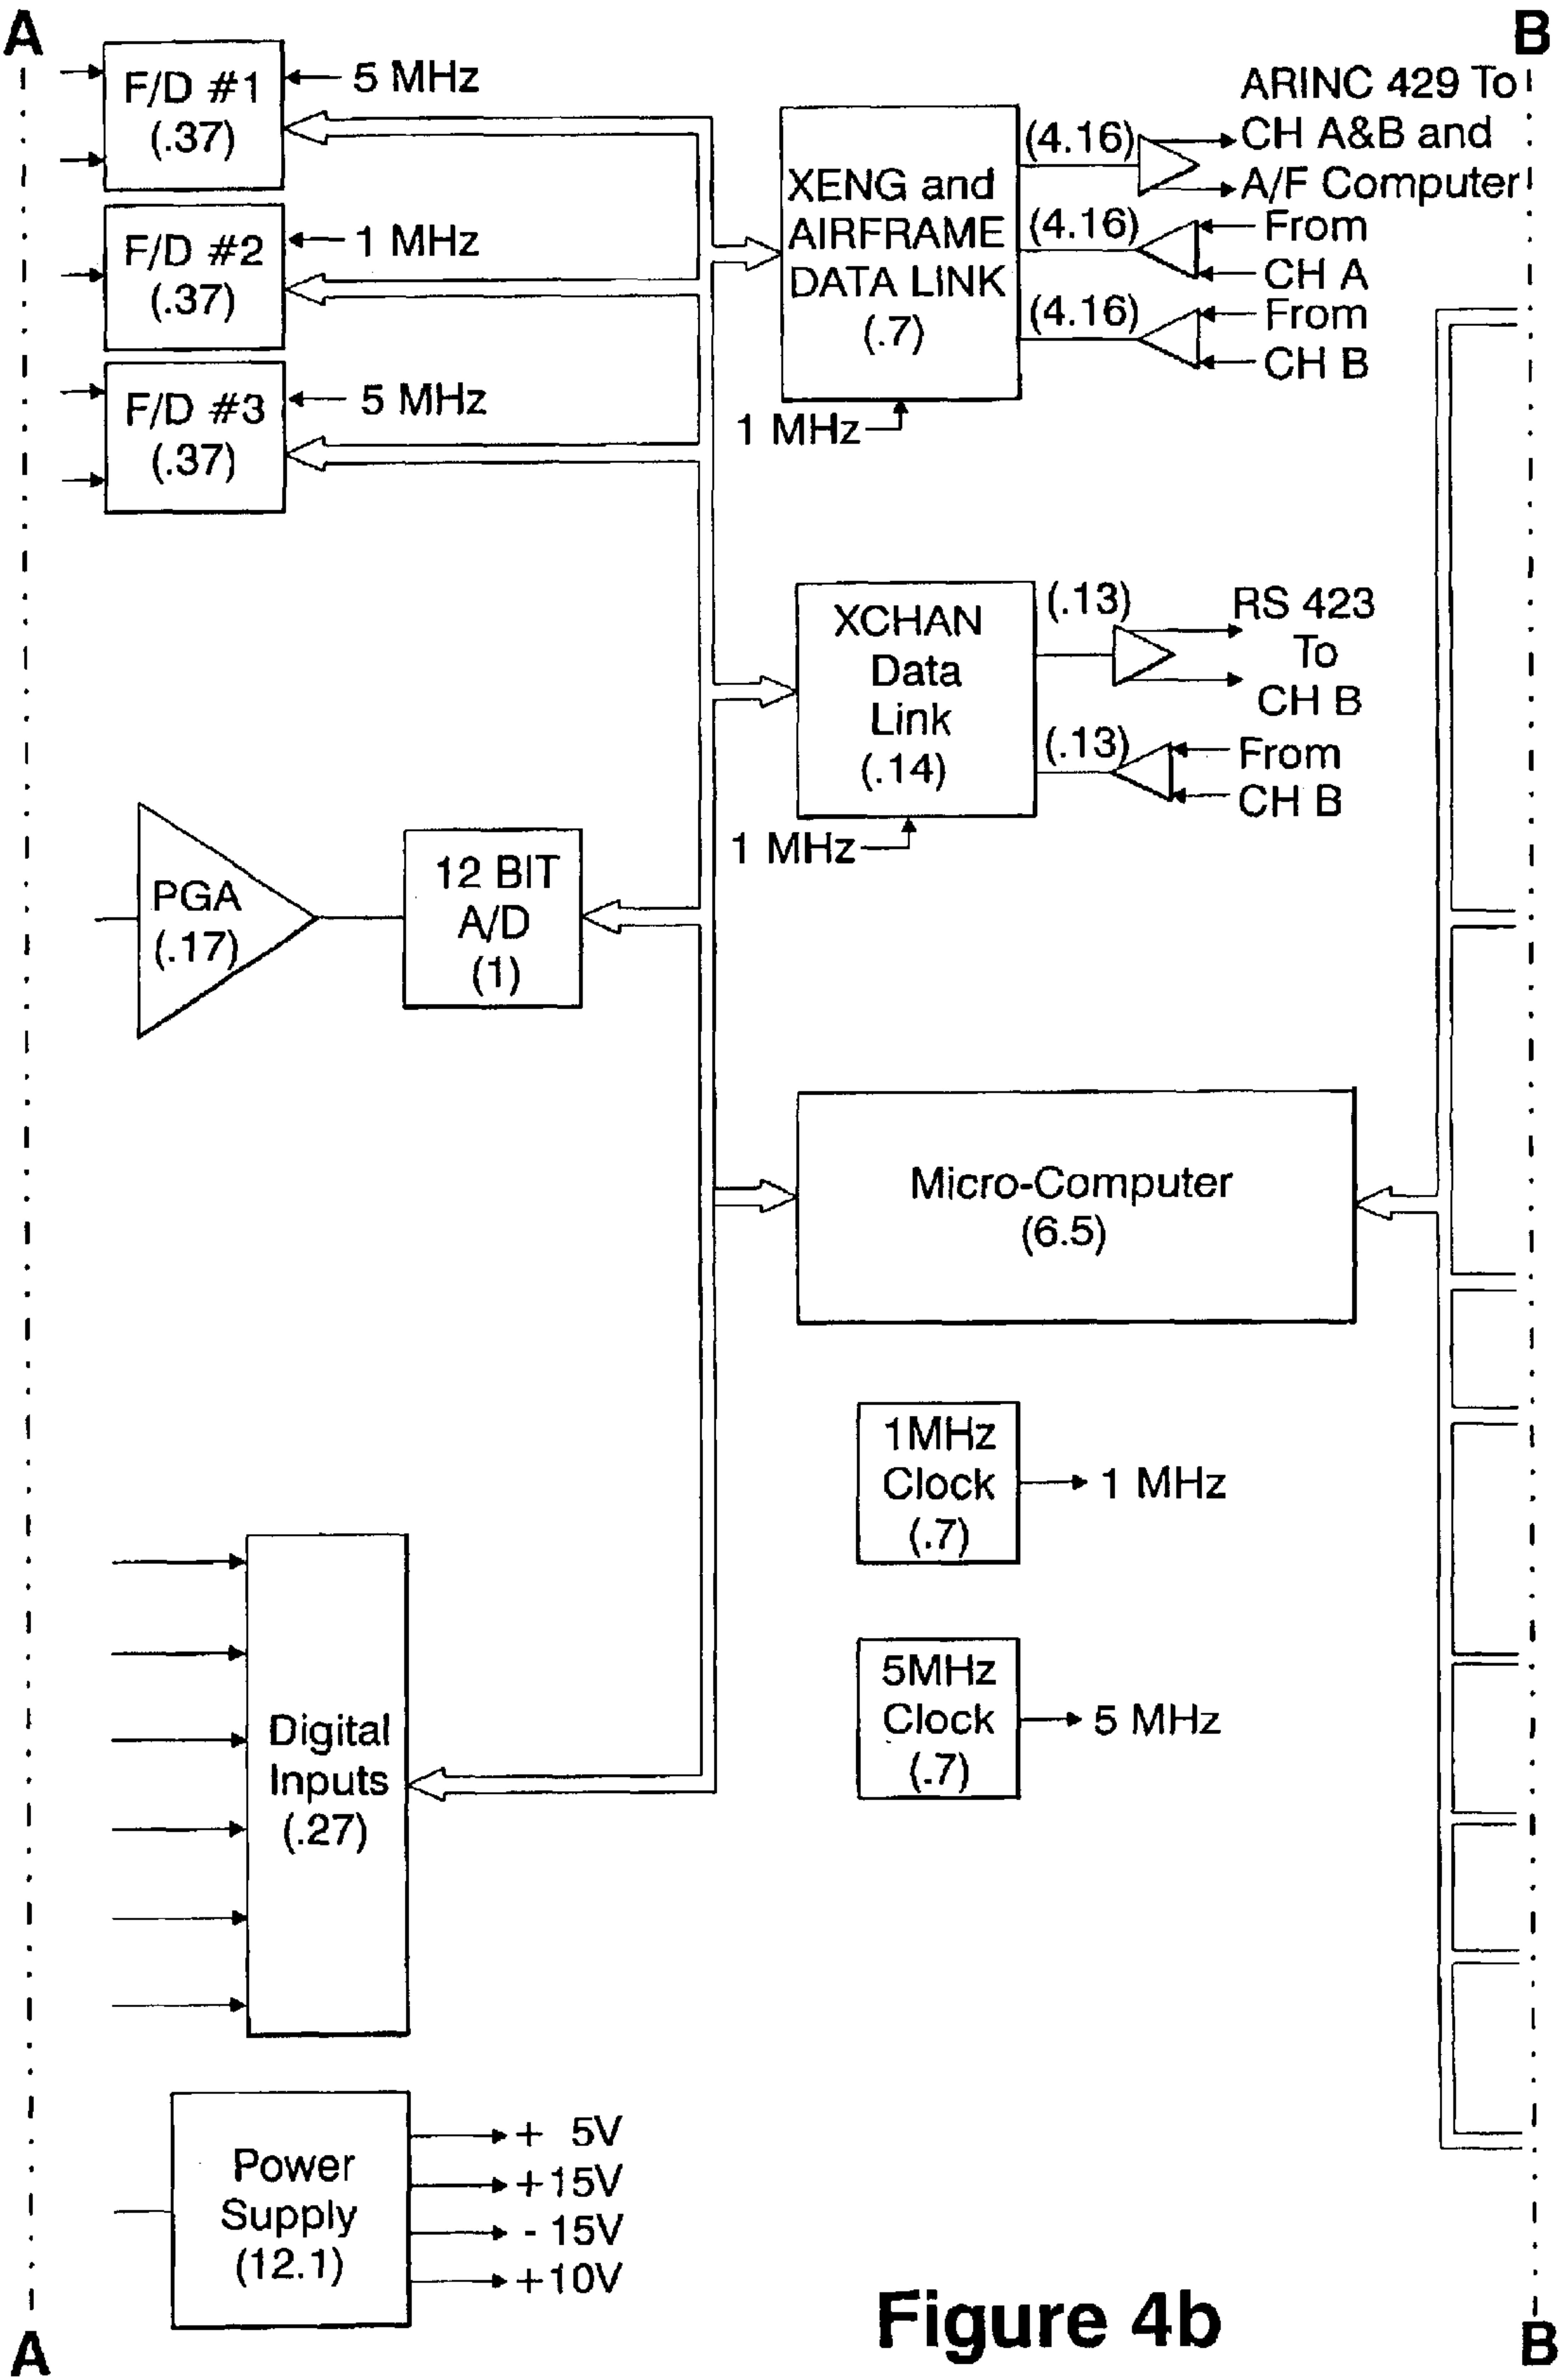 A
B
F/D #1
(.37)
5 MHz
F/D #2
(.37)
1 MHz
F/D #3
(.37)
5 MHz
XENG and
AIRFRAME
DATA LINK
(.7)
1 MHz
(4.16)
ARINC 429 To
CH A&B and
A/F Computer
(4.16)
From
CH A
(4.16)
From
CH B
XCHAN
Data
Link
(.14)
1 MHz
(.13)
RS 423
To
CH B
(.13)
From
CH B
PGA
(.17)
12 BIT
A/D
(1)
Micro-Computer
(6.5)
1MHz
Clock
(.7)
1 MHz
5MHz
Clock
(.7)
5 MHz
Digital
Inputs
(.27)
Power
Supply
(12.1)
+ 5V
+15V
- 15V
+10V
Figure 4b
A
B